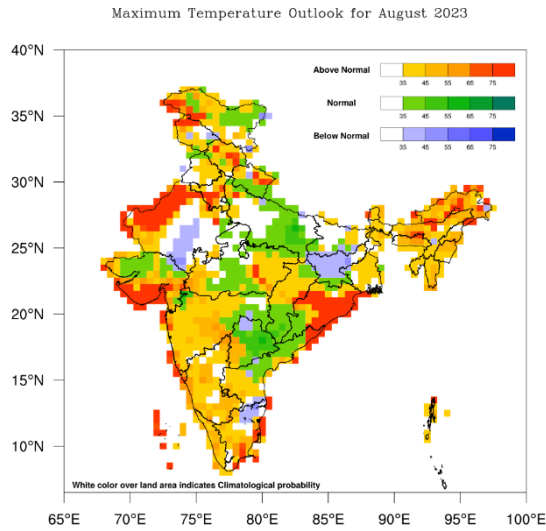 Maximum Temperature Outlook for August 2023
40°N
35°N
30°N
25°N
20°N
15°N
10°N
Above Normal
35 45 55 65 75
Normal
35 45 55 65 75
Below Normal
35 45 55 65 75
White color over land area indicates Climatological probability
65°E 70°E 75°E 80°E 85°E 90°E 95°E 100°E